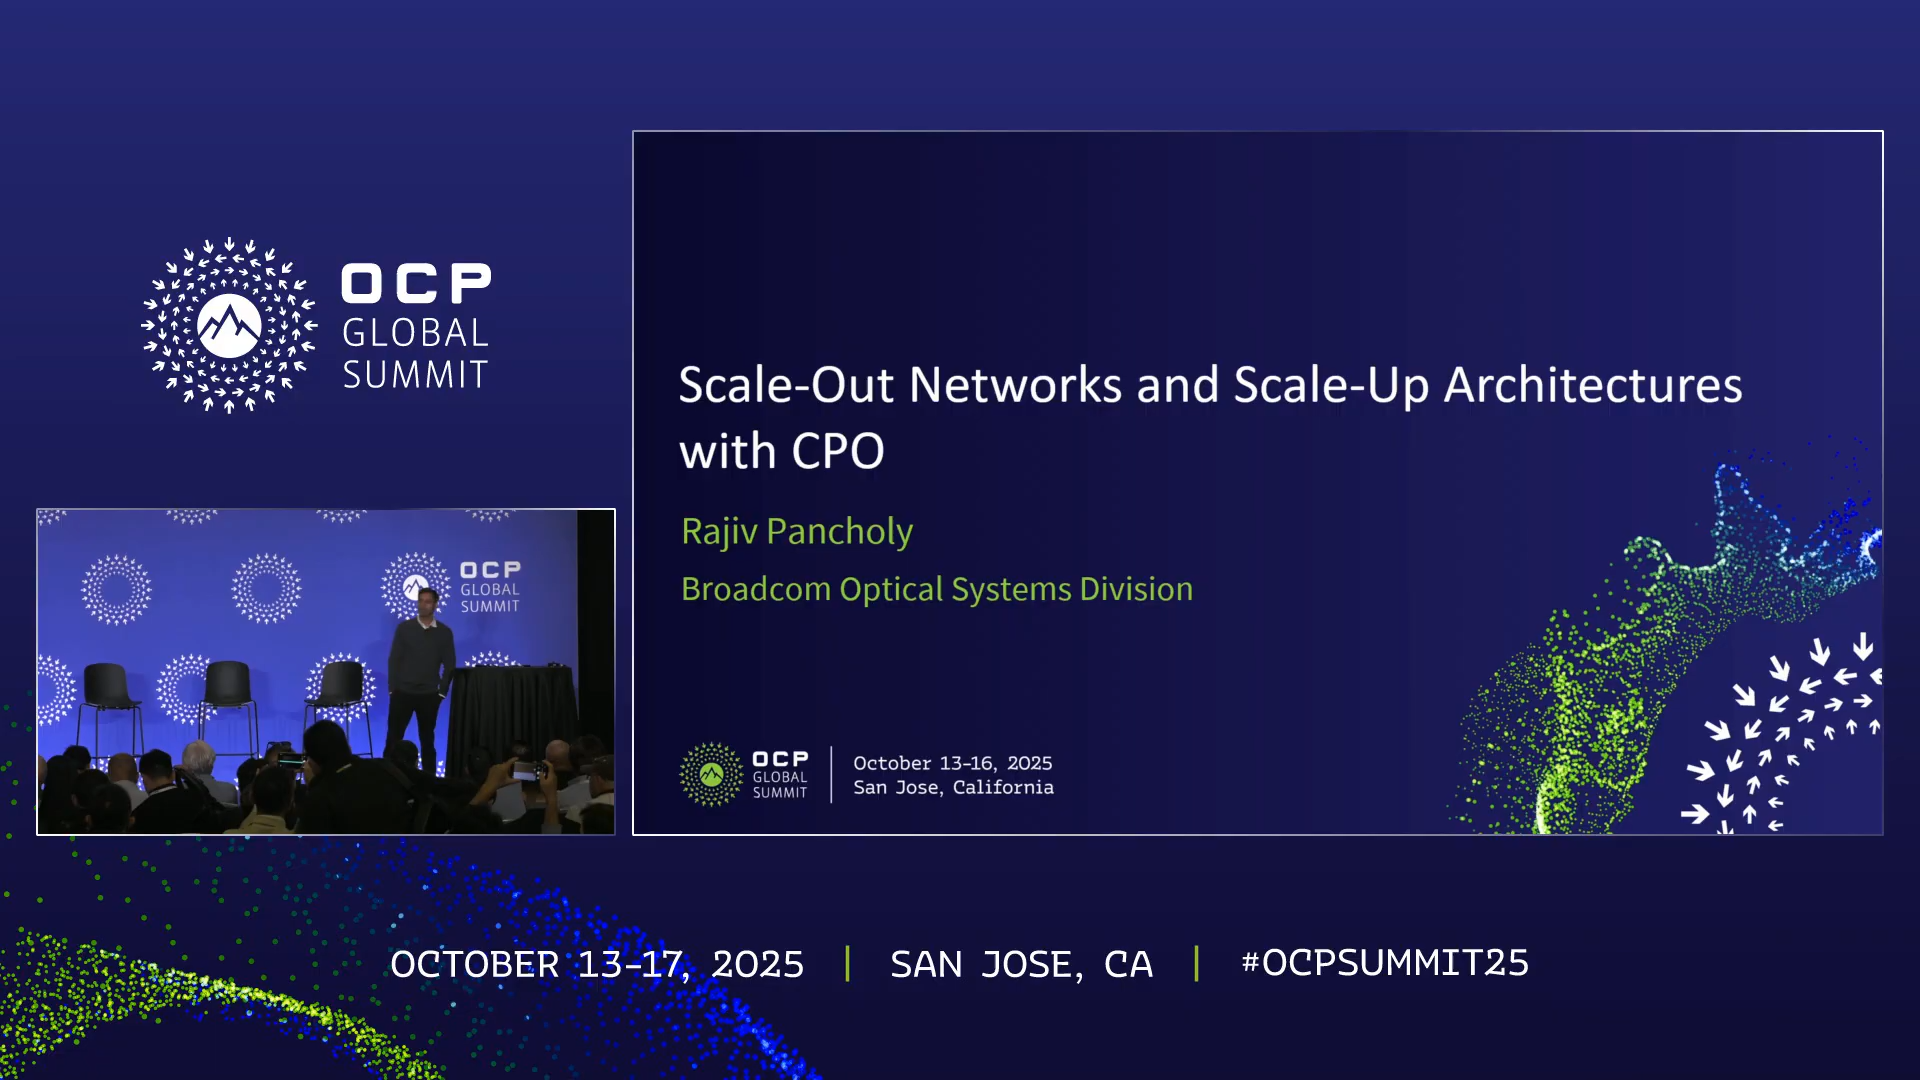 OCP
GLOBAL
SUMMIT
OCP
GLOBAL
SUMMIT
Scale-Out Networks and Scale-Up Architectures
with CPO
Rajiv Pancholy
Broadcom Optical Systems Division
OCP
GLOBAL
SUMMIT
October 13-16, 2025
San Jose, California
OCTOBER 13-17, 2025 | SAN JOSE, CA | #OCPSUMMIT25